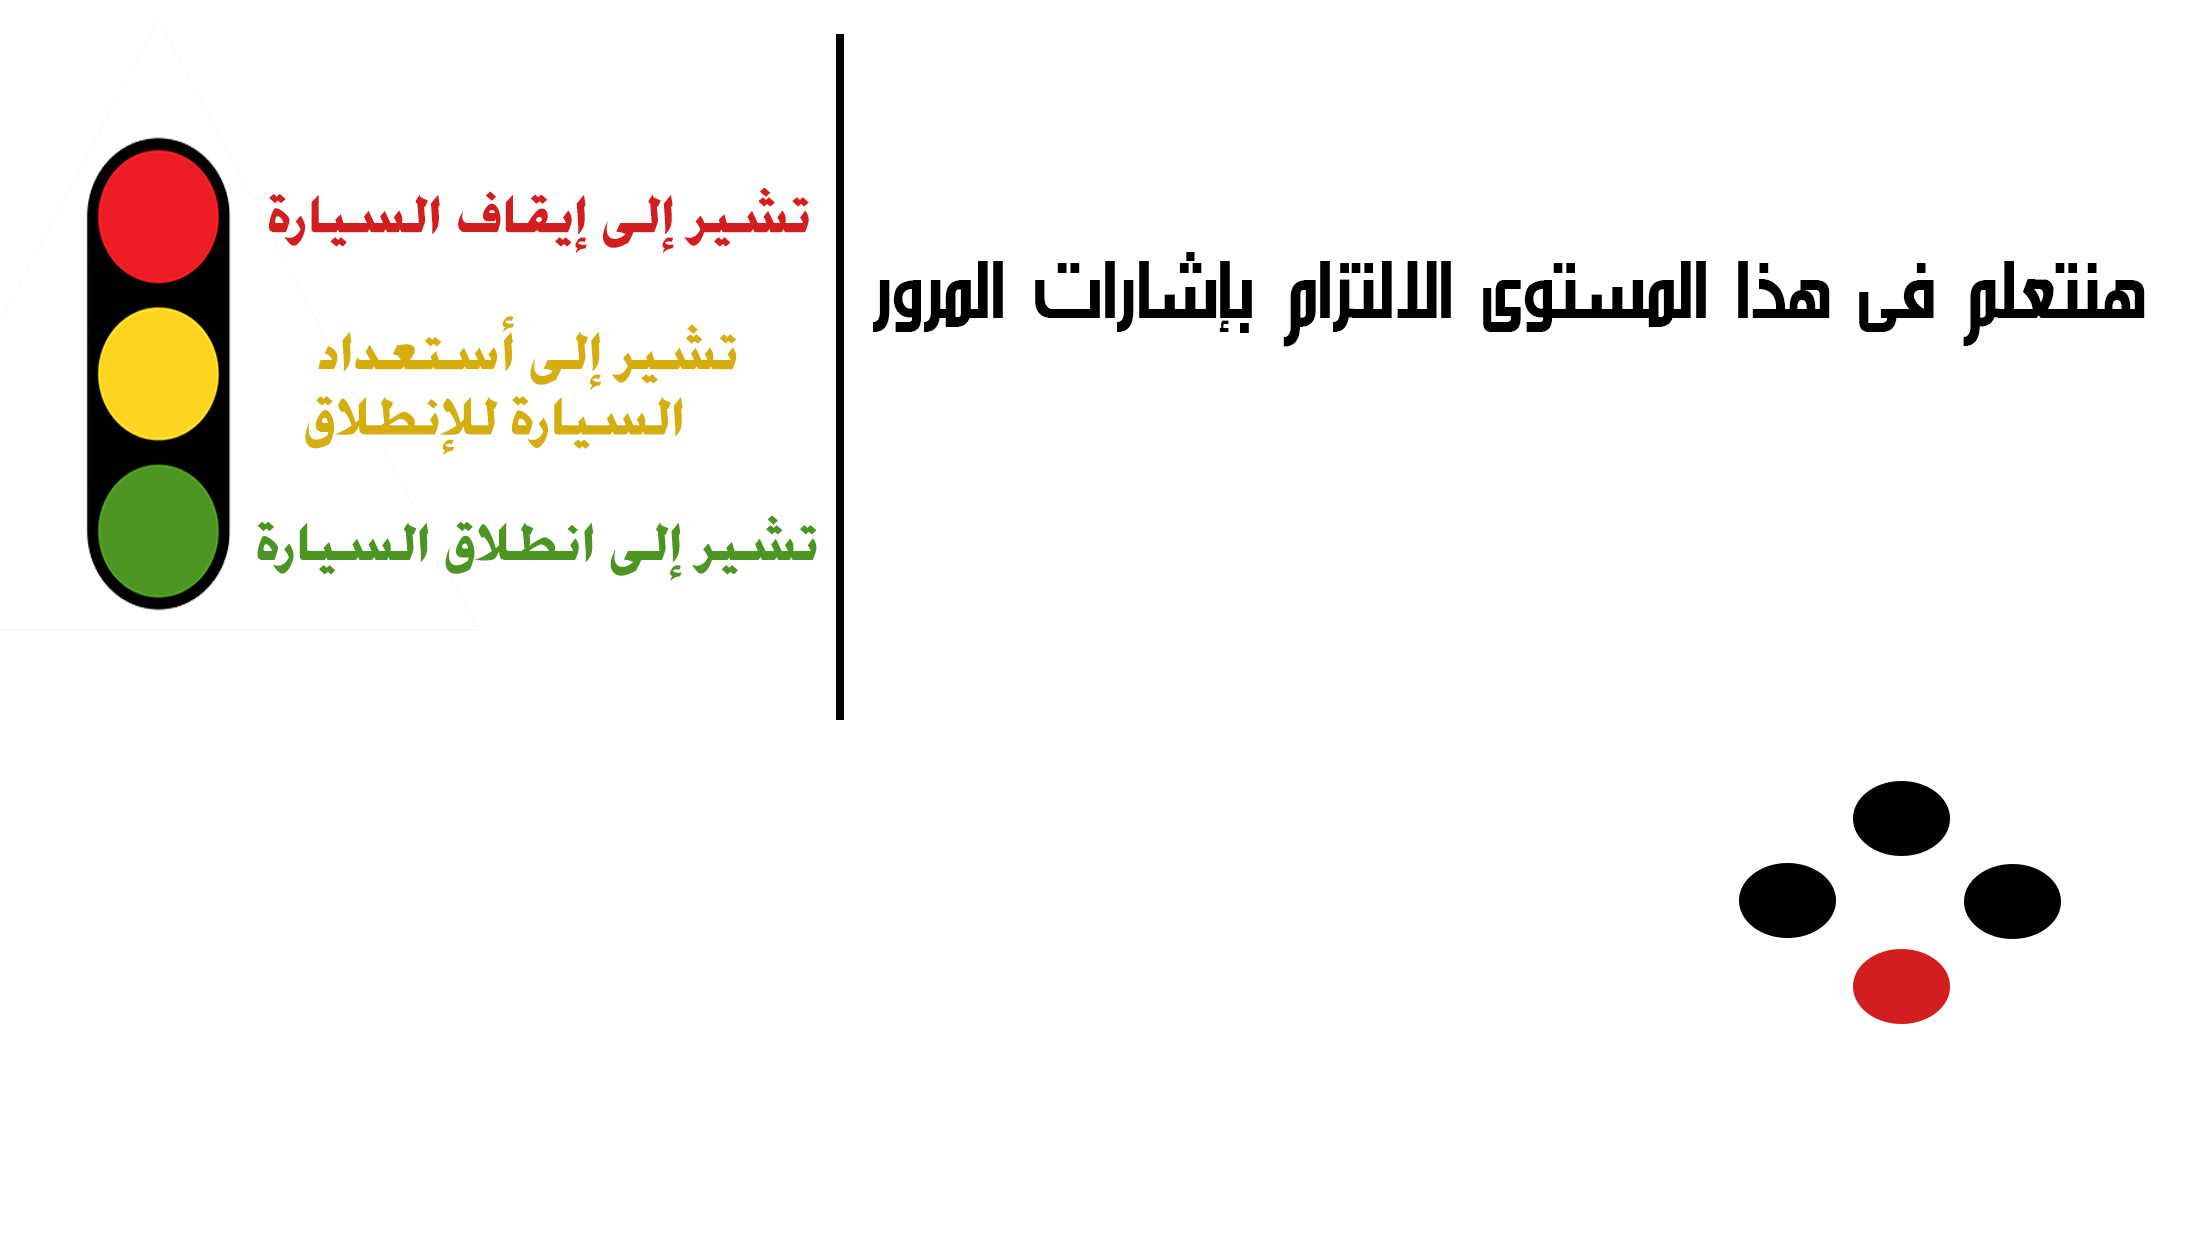 هنتعلم فى هذا المستوى الالتزام بإشارات المرور
تشير إلى إيقاف السيارة
تشير إلى أستعداد
السيارة للإنطلاق
تشير إلى انطلاق السيارة